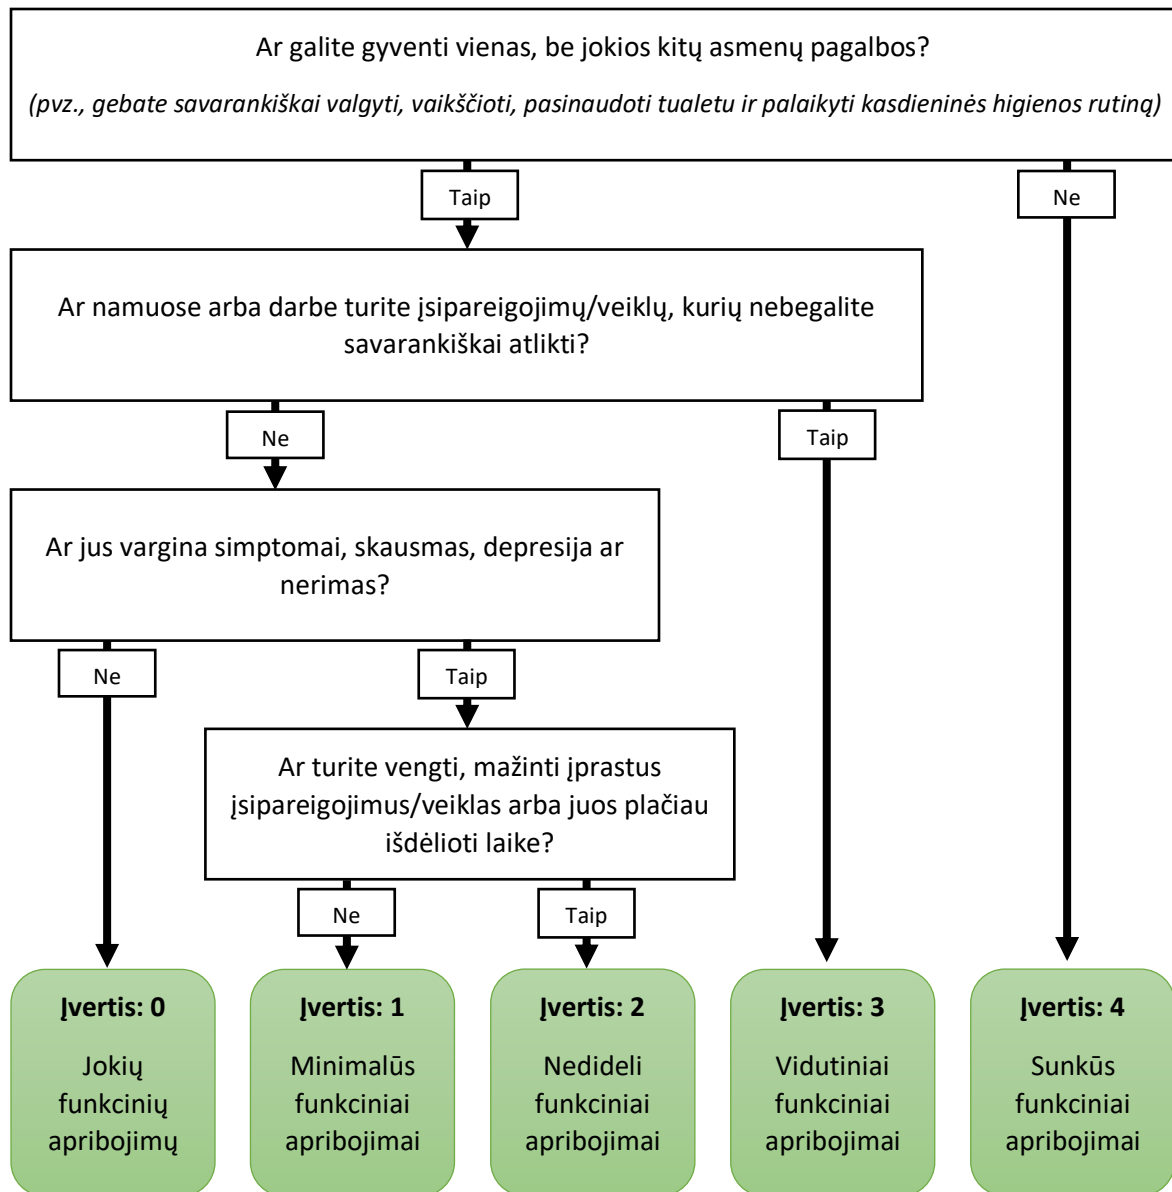 Ar galite gyventi vienas, be jokios kitų asmenų pagalbos?
(pvz., gebate savarankiškai valgyti, vaikščioti, pasinaudoti tualetu ir palaikyti kasdieninės higienos rutiną)
Taip
Ne
Ar namuose arba darbe turite įsipareigojimų/veiklų, kurių nebegalite
savarankiškai atlikti?
Ne
Taip
Ar jus vargina simptomai, skausmas, depresija ar
nerimas?
Ne
Taip
Ar turite vengti, mažinti įprastus
įsipareigojimus/veiklas arba juos plačiau
išdėlioti laike?
Ne
Taip
Įvertis: 0
Jokių
funkcinių
apribojimų
Įvertis: 1
Minimalūs
funkciniai
apribojimai
Įvertis: 2
Nedideli
funkciniai
apribojimai
Įvertis: 3
Vidutiniai
funkciniai
apribojimai
Įvertis: 4
Sunkūs
funkciniai
apribojimai